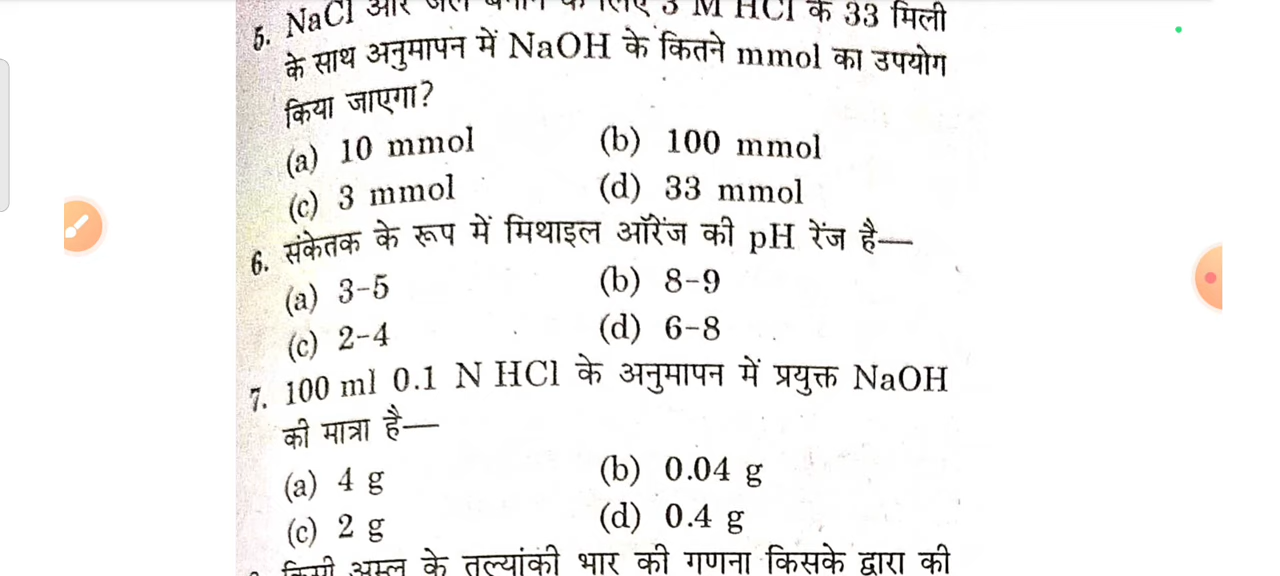 5. NaCl और जल बनाने के लिए 3 M HCl के 33 मिली
के साथ अनुमापन में NaOH के कितने mmol का उपयोग
किया जाएगा?
(a) 10 mmol (b) 100 mmol
(c) 3 mmol (d) 33 mmol
6. संकेतक के रूप में मिथाइल ऑरेंज की pH रेंज है—
(a) 3-5 (b) 8-9
(c) 2-4 (d) 6-8
7. 100 ml 0.1 N HCl के अनुमापन में प्रयुक्त NaOH
की मात्रा है—
(a) 4 g (b) 0.04 g
(c) 2 g (d) 0.4 g
किसी अम्ल के तुल्यांकी भार की गणना किसके द्वारा की